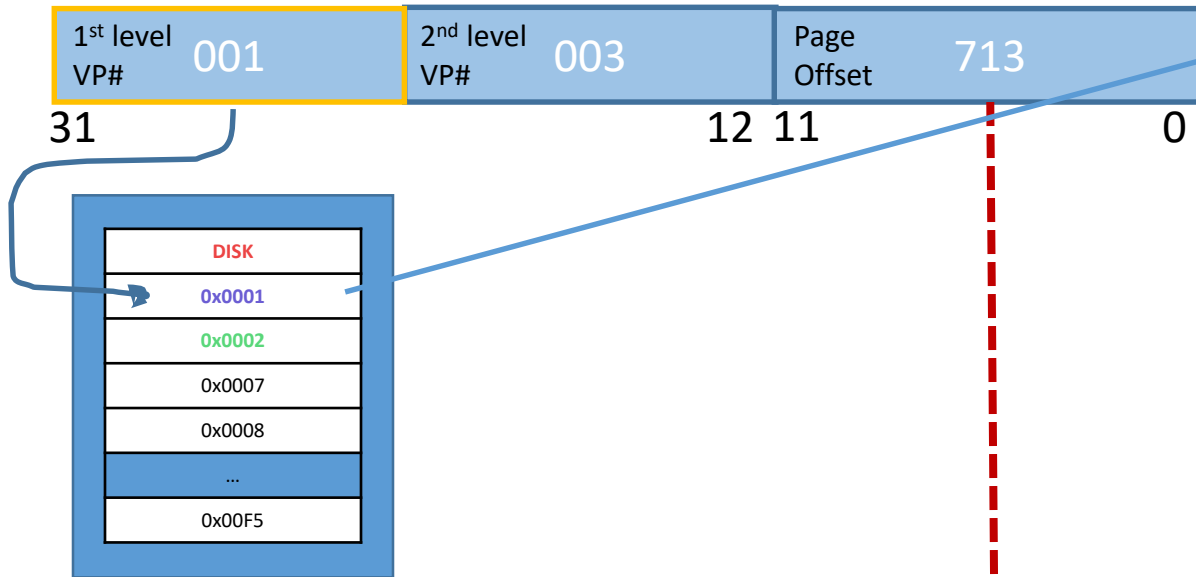 1st level
VP#
001
2nd level
VP#
003
Page
Offset
713
31
12
11
0
DISK
0x0001
0x0002
0x0007
0x0008
...
0x00F5